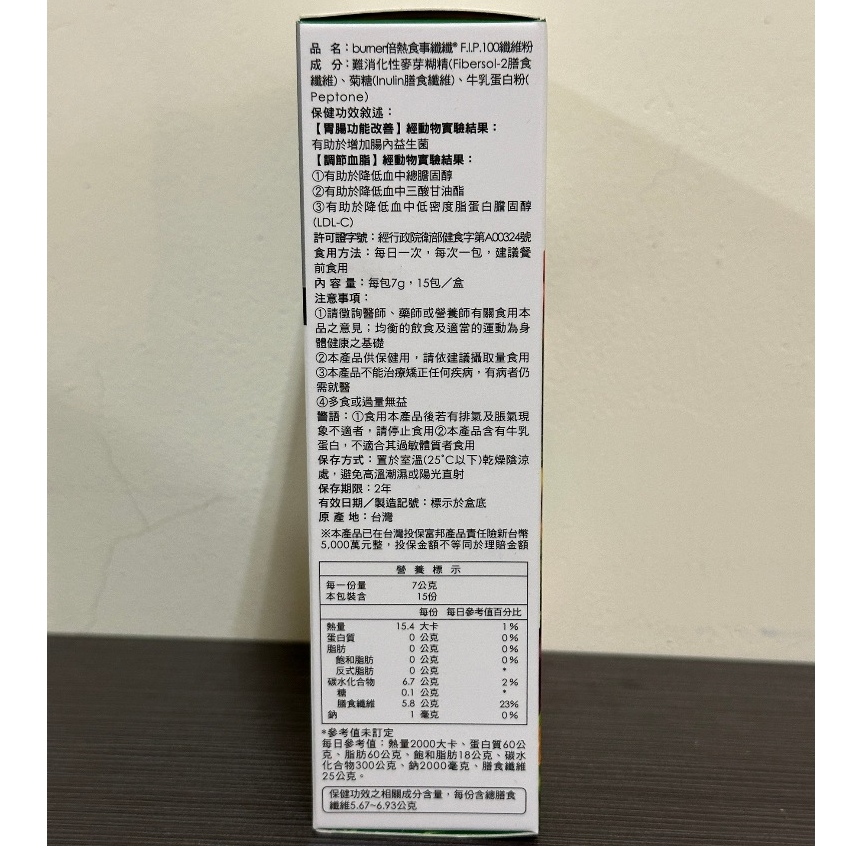 品 名：burner倍熱食事纖纖® F.I.P.100纖維粉
成 分：難消化性麥芽糊精(Fibersol-2膳食
纖維)、菊糖(Inulin膳食纖維)、牛乳蛋白粉(
Peptone)
保健功效敘述：
【胃腸功能改善】經動物實驗結果：
有助於增加腸內益生菌
【調節血脂】經動物實驗結果：
①有助於降低血中總膽固醇
②有助於降低血中三酸甘油酯
③有助於降低血中低密度脂蛋白膽固醇
(LDL-C)
許可證字號：經行政院衛部健食字第A00324號
食用方法：每日一次，每次一包，建議餐
前食用
內 容 量：每包7g，15包／盒
注意事項：
①請徵詢醫師、藥師或營養師有關食用本
品之意見；均衡的飲食及適當的運動為身
體健康之基礎
②本產品供保健用，請依建議攝取量食用
③本產品不能治療矯正任何疾病，有病者仍
需就醫
④多食或過量無益
警語：①食用本產品後若有排氣及脹氣現
象不適者，請停止食用②本產品含有牛乳
蛋白，不適合其過敏體質者食用
保存方式：置於室溫(25˚C以下)乾燥陰涼
處，避免高溫潮濕或陽光直射
保存期限：2年
有效日期／製造記號：標示於盒底
原 產 地：台灣
※本產品已在台灣投保富邦產品責任險新台幣
5,000萬元整，投保金額不等同於理賠金額
營 養 標 示
每一份量 7公克
本包裝含 15份
每份 每日參考值百分比
熱量 15.4 大卡 1%
蛋白質 0 公克 0%
脂肪 0 公克 0%
飽和脂肪 0 公克 0%
反式脂肪 0 公克 *
碳水化合物 6.7 公克 2%
糖 0.1 公克 *
膳食纖維 5.8 公克 23%
鈉 1 毫克 0%
*參考值未訂定
每日參考值：熱量2000大卡、蛋白質60公
克、脂肪60公克、飽和脂肪18公克、碳水
化合物300公克、鈉2000毫克、膳食纖維
25公克。
保健功效之相關成分含量，每份含總膳食
纖維5.67~6.93公克